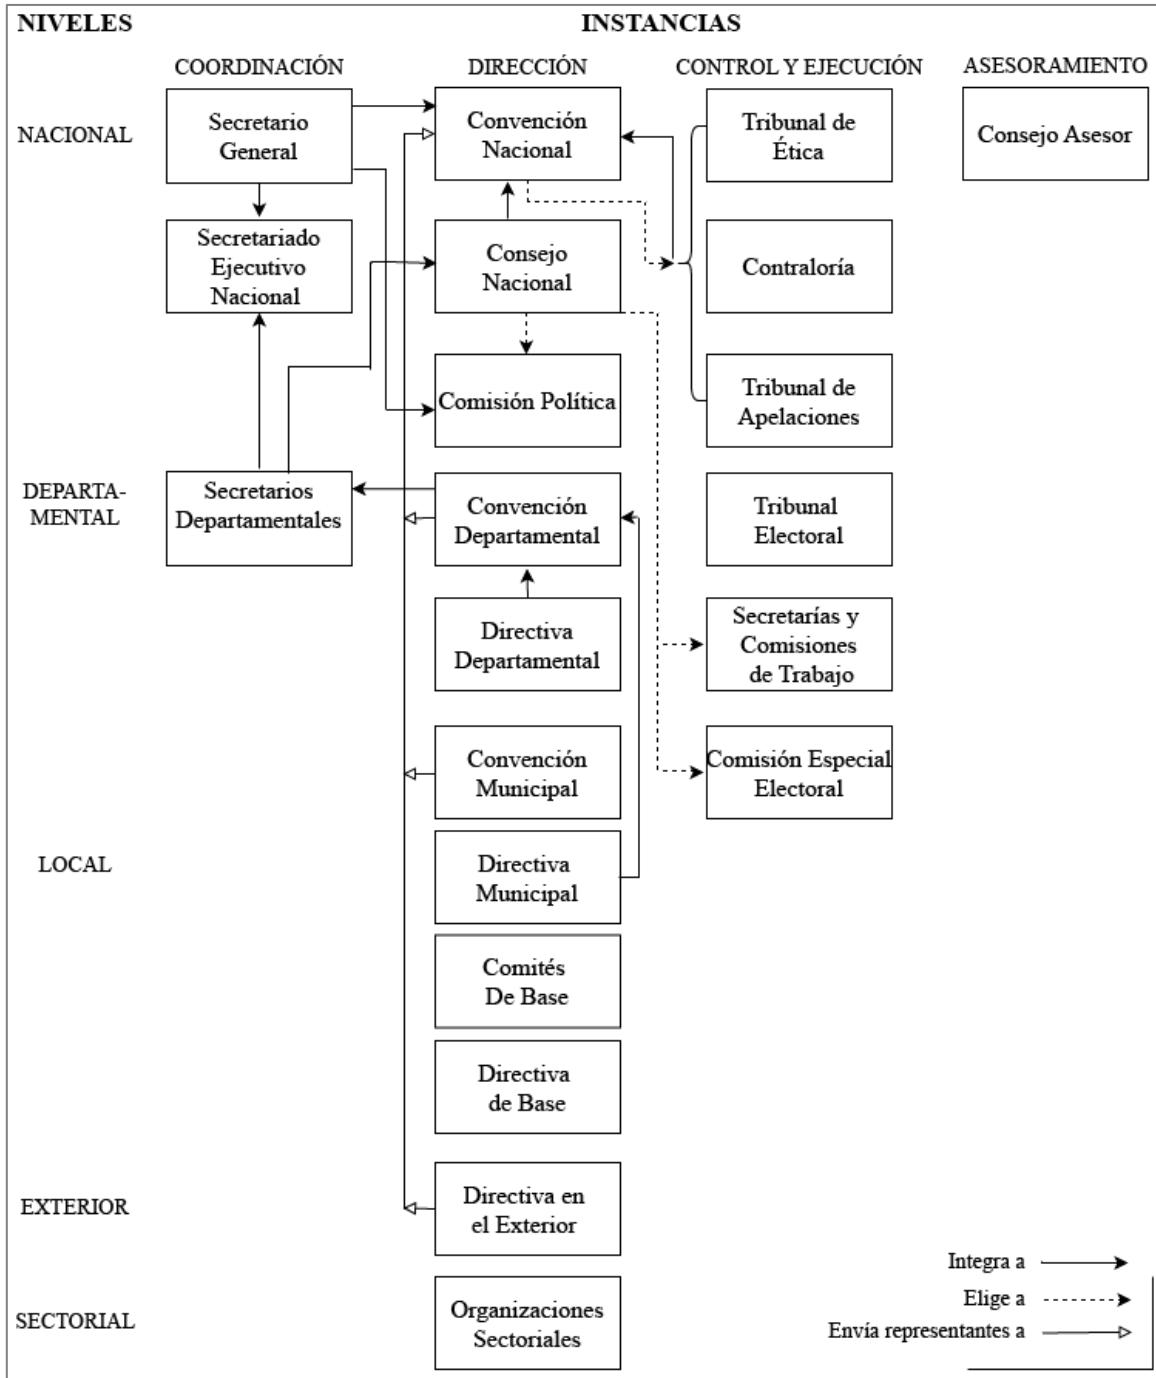 NIVELES
INSTANCIAS
COORDINACIÓN
DIRECCIÓN
CONTROL Y EJECUCIÓN
ASESORAMIENTO
NACIONAL
Secretario
General
Convención
Nacional
Tribunal de
Ética
Consejo Asesor
Secretariado
Ejecutivo
Nacional
Consejo
Nacional
Contraloría
Comisión Política
Tribunal de
Apelaciones
DEPARTA-
MENTAL
Secretarios
Departamentales
Convención
Departamental
Tribunal
Electoral
Directiva
Departamental
Secretarías y
Comisiones
de Trabajo
Convención
Municipal
Comisión Especial
Electoral
LOCAL
Directiva
Municipal
Comités
De Base
Directiva
de Base
EXTERIOR
Directiva en
el Exterior
SECTORIAL
Organizaciones
Sectoriales
Integra a
Elige a
Envía representantes a